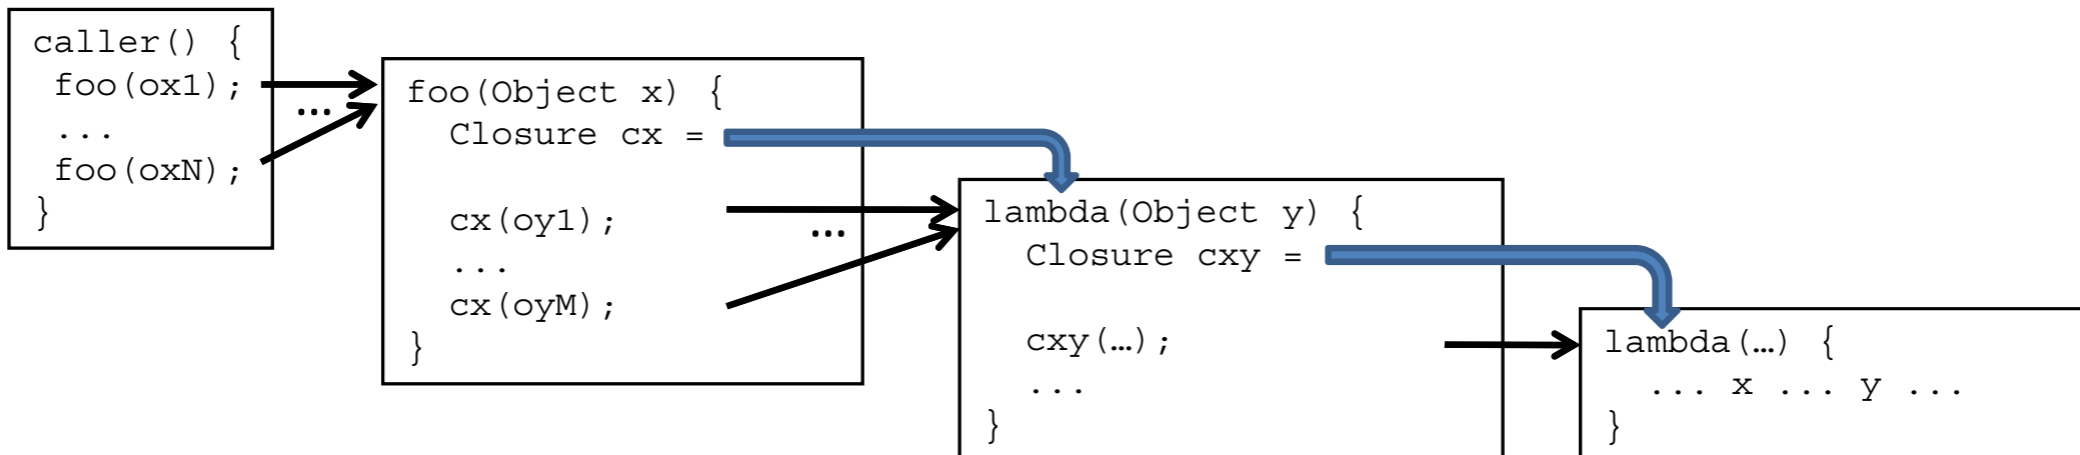 caller() {
foo(ox1);
...
foo(oxN);
}
...
foo(Object x) {
Closure cx =
cx(oy1);
...
cx(oyM);
}
...
lambda(Object y) {
Closure cxy =
cxy(…);
...
}
lambda(…) {
... x ... y ...
}